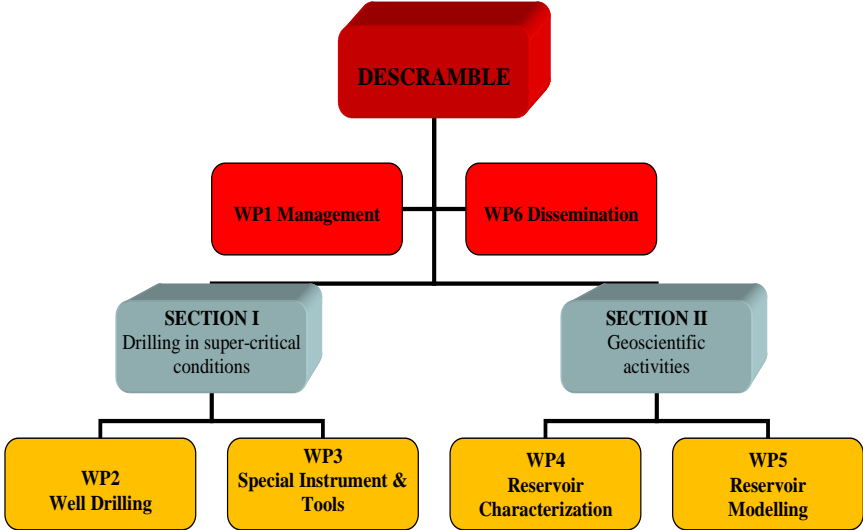 DESCRAMBLE
WP1 Management
WP6 Dissemination
SECTION I
Drilling in super-critical
conditions
SECTION II
Geoscientific
activities
WP2
Well Drilling
WP3
Special Instrument &
Tools
WP4
Reservoir
Characterization
WP5
Reservoir
Modelling